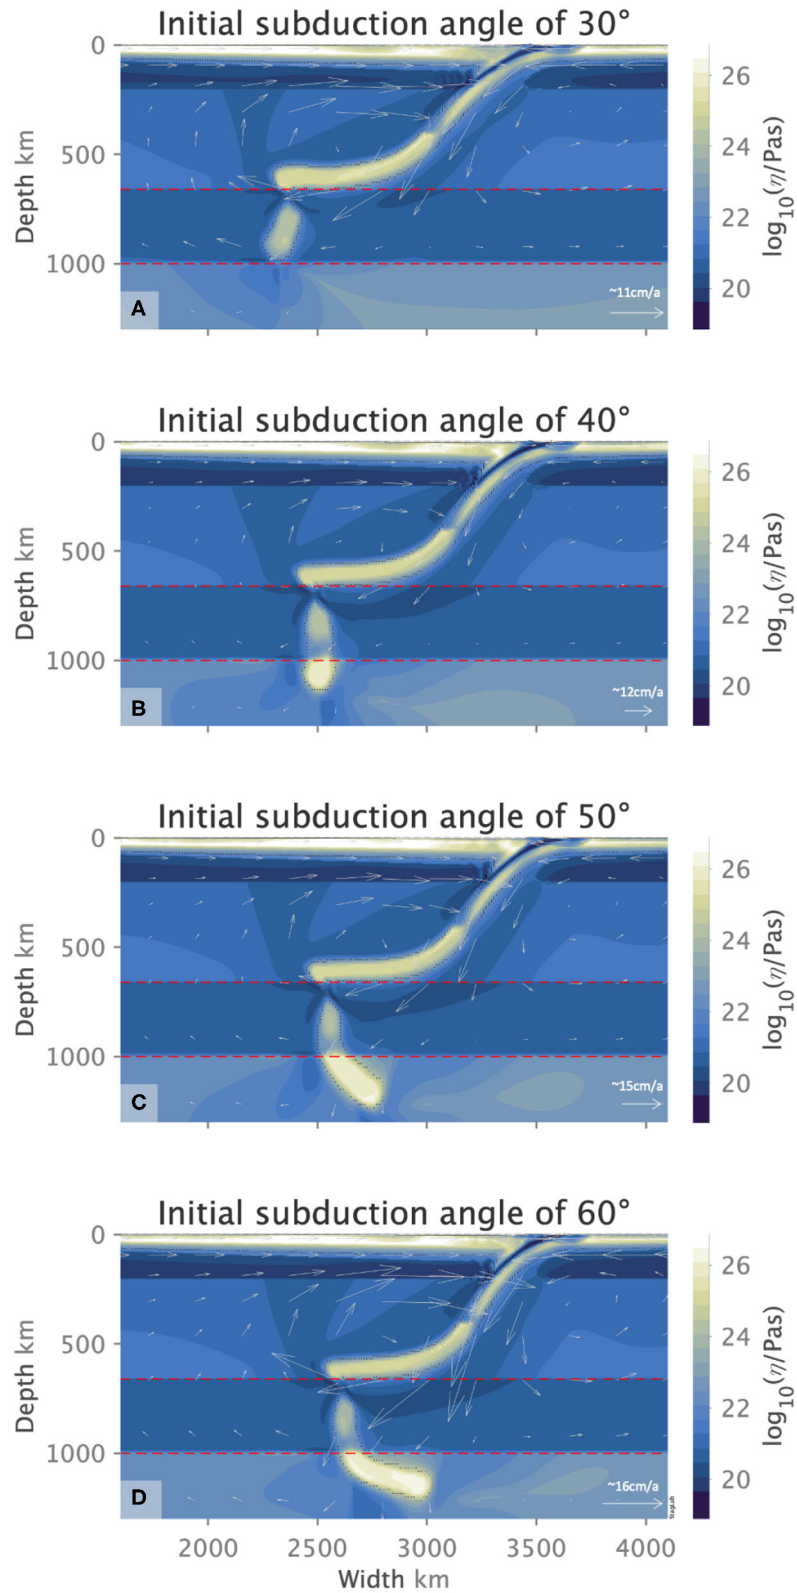 Initial subduction angle of 30°
0
500
1000
Depth km
A
~11cm/a
26
24
22
20
log10(η/Pas)
Initial subduction angle of 40°
0
500
1000
Depth km
B
~12cm/a
26
24
22
20
log10(η/Pas)
Initial subduction angle of 50°
0
500
1000
Depth km
C
~15cm/a
26
24
22
20
log10(η/Pas)
Initial subduction angle of 60°
0
500
1000
Depth km
D
~16cm/a
StagLab
26
24
22
20
log10(η/Pas)
2000 2500 3000 3500 4000
Width km